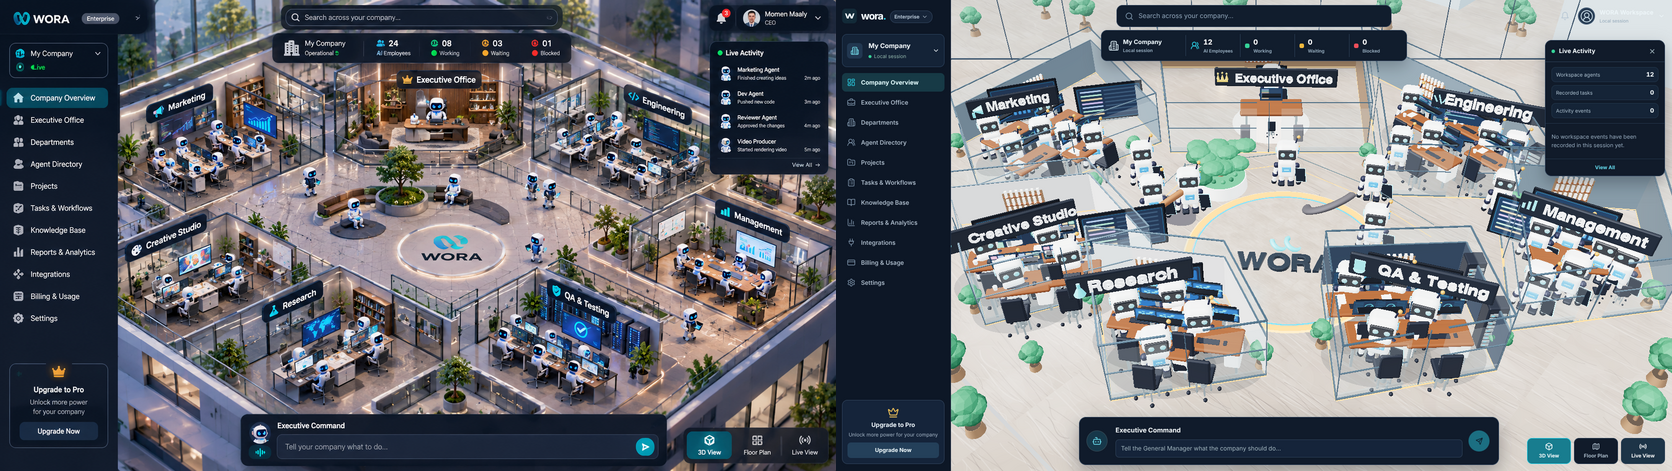 WORA
Enterprise
My Company
Live
Company Overview
Executive Office
Departments
Agent Directory
Projects
Tasks & Workflows
Knowledge Base
Reports & Analytics
Integrations
Billing & Usage
Settings
Upgrade to Pro
Unlock more power
for your company
Upgrade Now
Search across your company...
My Company
Operational
24
AI Employees
08
Working
03
Waiting
01
Blocked
3
Momen Maaly
CEO
Live Activity
Marketing Agent
Finished creating ideas
2m ago
Dev Agent
Pushed new code
3m ago
Reviewer Agent
Approved the changes
4m ago
Video Producer
Started rendering video
5m ago
View All →
Executive Office
Marketing
Engineering
Creative Studio
Management
WORA
Research
QA & Testing
Executive Command
Tell your company what to do...
3D View
Floor Plan
Live View
wora.
Enterprise
My Company
Local session
Company Overview
Executive Office
Departments
Agent Directory
Projects
Tasks & Workflows
Knowledge Base
Reports & Analytics
Integrations
Billing & Usage
Settings
Upgrade to Pro
Unlock more power for your company
Upgrade Now
Search across your company...
My Company
Local session
12
AI Employees
0
Working
0
Waiting
0
Blocked
Local session
Live Activity
Workspace agents 12
Recorded tasks 0
Activity events 0
No workspace events have been
recorded in this session yet.
View All
Executive Office
Marketing
Engineering
Creative Studio
Management
WORA
Research
QA & Testing
Executive Command
Tell the General Manager what the company should do...
3D View
Floor Plan
Live View